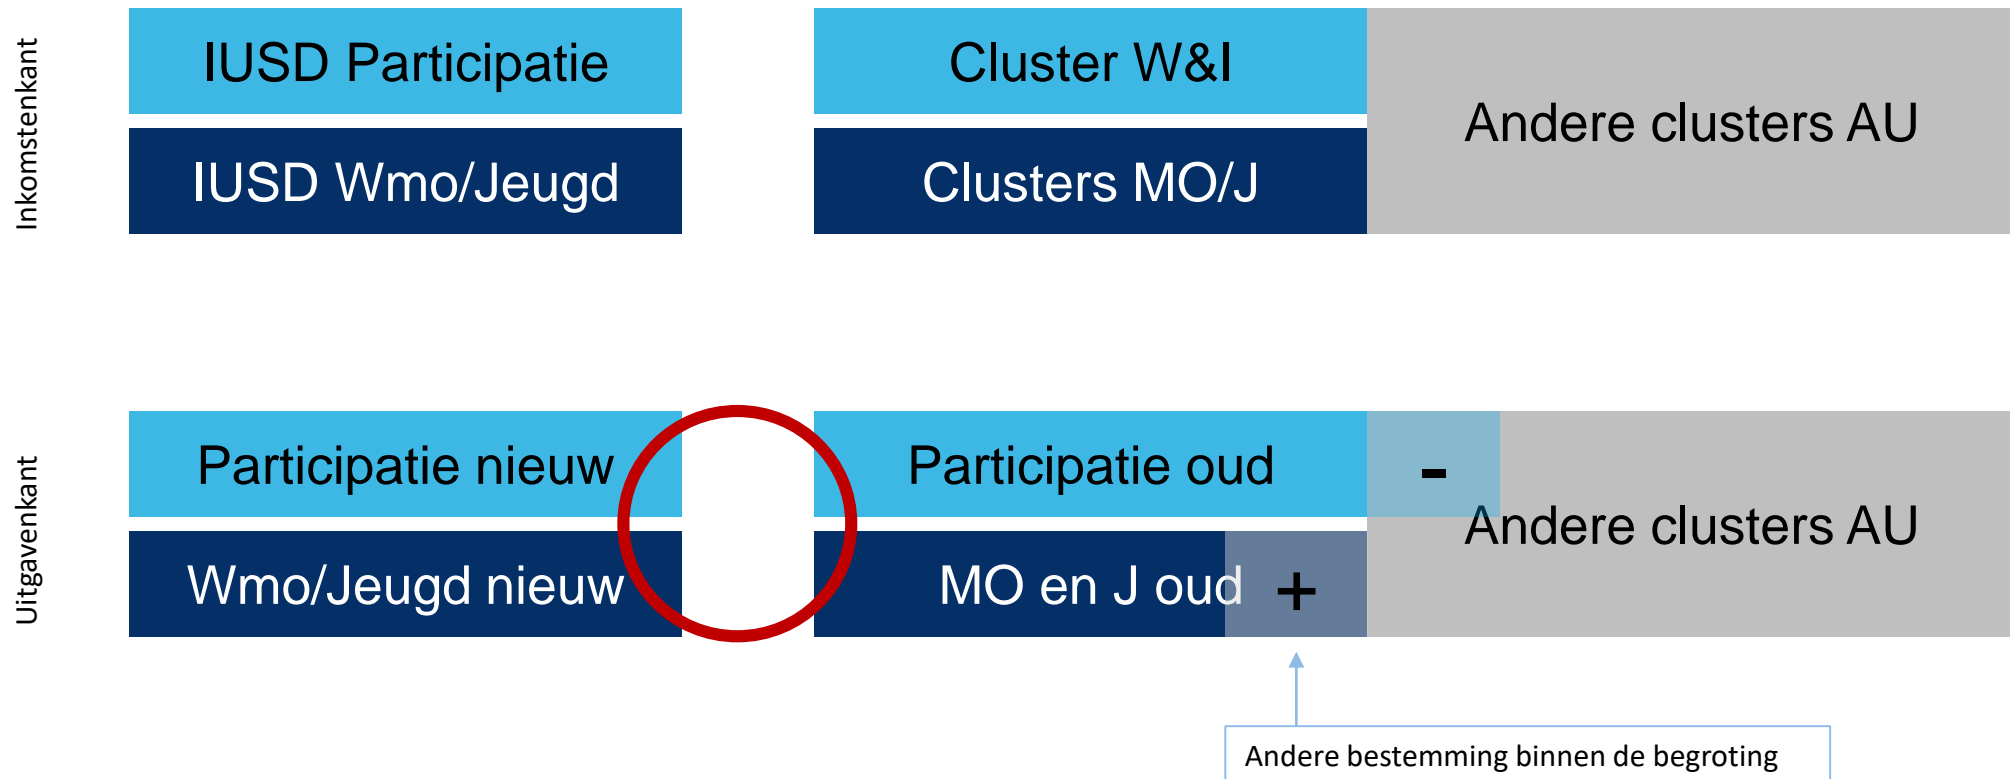 Inkomstenkant
IUSD Participatie
Cluster W&I
Andere clusters AU
IUSD Wmo/Jeugd
Clusters MO/J
Uitgavenkant
Participatie nieuw
Participatie oud
-
Andere clusters AU
Wmo/Jeugd nieuw
MO en J oud
+
Andere bestemming binnen de begroting